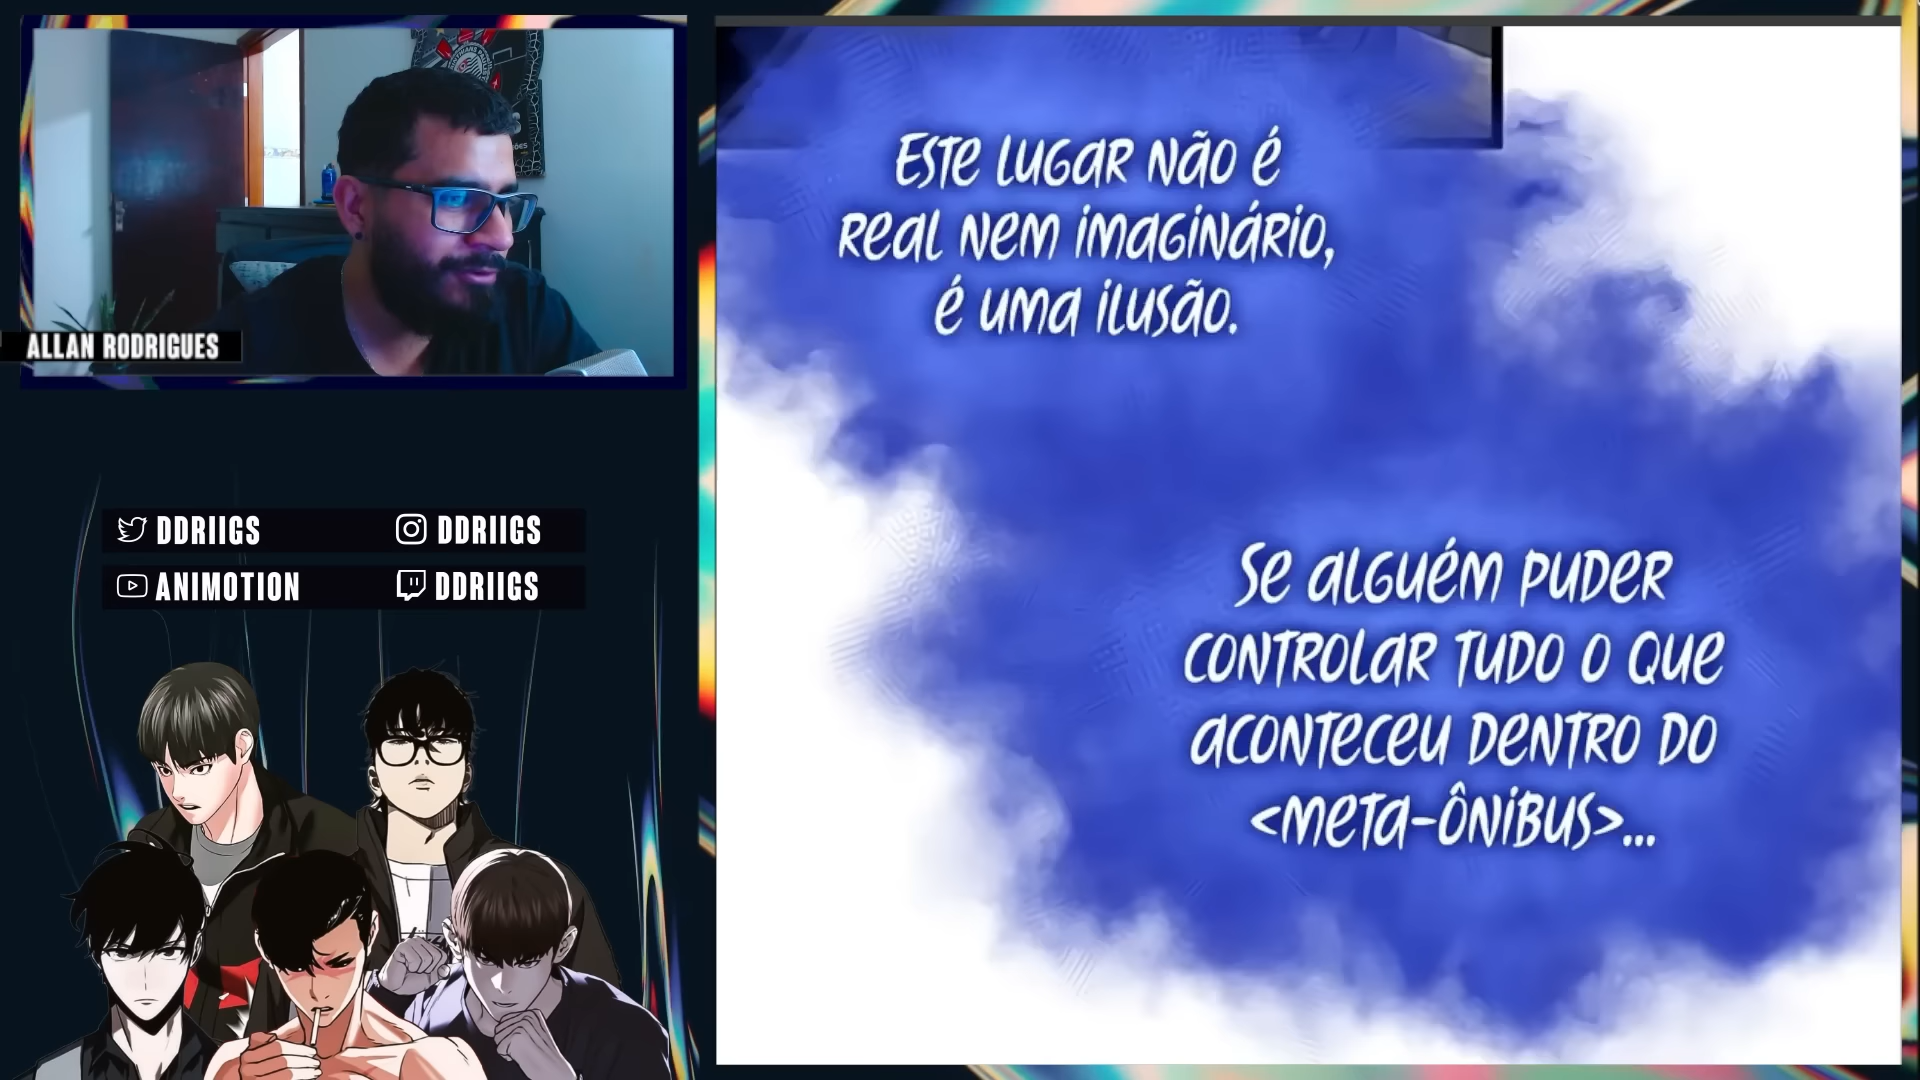 ALLAN RODRIGUES
DDRIIGS
DDRIIGS
ANIMOTION
DDRIIGS
Este lugar não é
real nem imaginário,
é uma ilusão.
Se alguém puder
controlar tudo o que
aconteceu dentro do
<meta-ônibus>...